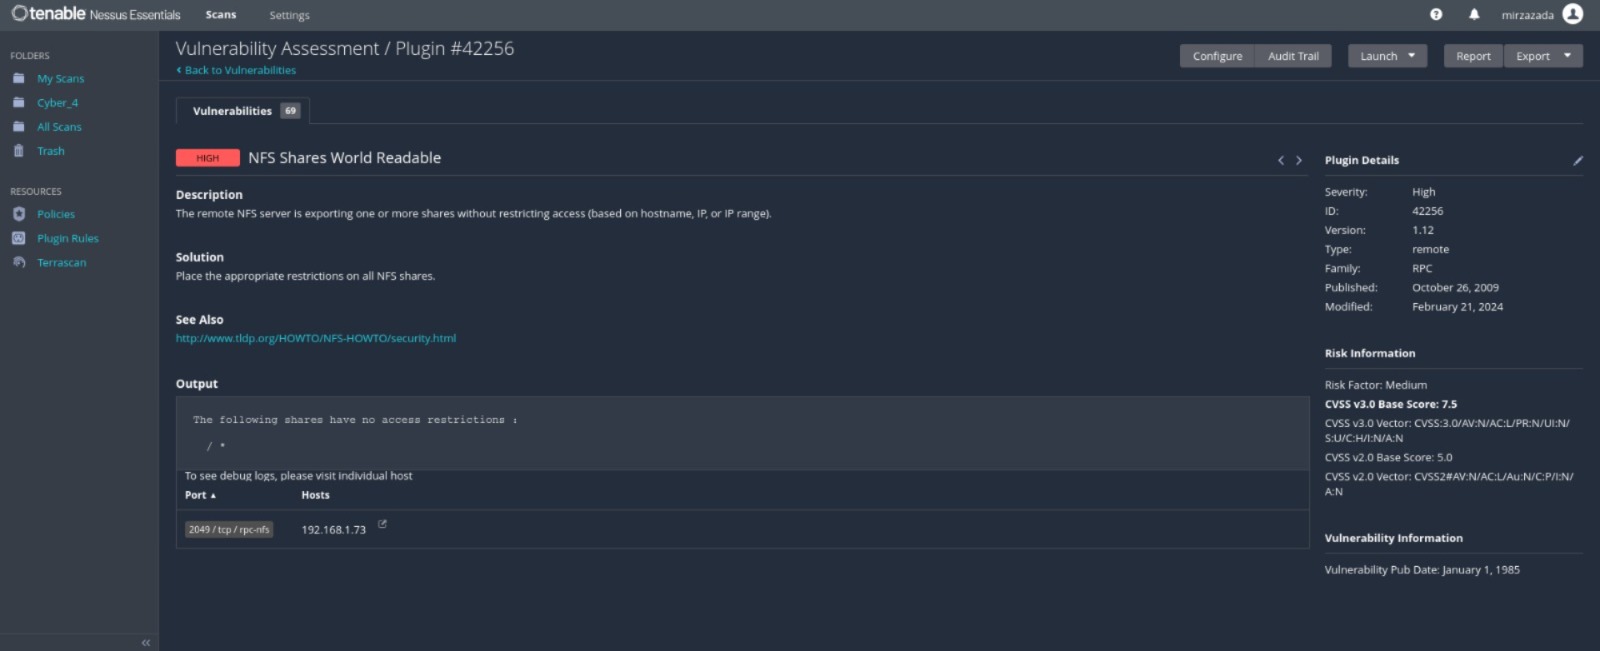 tenable Nessus Essentials Scans Settings mirzazada
FOLDERS
My Scans
Cyber_4
All Scans
Trash
RESOURCES
Policies
Plugin Rules
Terrascan
Vulnerability Assessment / Plugin #42256
Back to Vulnerabilities
Configure Audit Trail Launch Report Export
Vulnerabilities 69
HIGH NFS Shares World Readable
Description
The remote NFS server is exporting one or more shares without restricting access (based on hostname, IP, or IP range).
Solution
Place the appropriate restrictions on all NFS shares.
See Also
http://www.tldp.org/HOWTO/NFS-HOWTO/security.html
Output
The following shares have no access restrictions :
/ *
To see debug logs, please visit individual host
Port ▲ Hosts
2049 / tcp / rpc-nfs 192.168.1.73
Plugin Details
Severity: High
ID: 42256
Version: 1.12
Type: remote
Family: RPC
Published: October 26, 2009
Modified: February 21, 2024
Risk Information
Risk Factor: Medium
CVSS v3.0 Base Score: 7.5
CVSS v3.0 Vector: CVSS:3.0/AV:N/AC:L/PR:N/UI:N/
S:U/C:H/I:N/A:N
CVSS v2.0 Base Score: 5.0
CVSS v2.0 Vector: CVSS2#AV:N/AC:L/Au:N/C:P/I:N/
A:N
Vulnerability Information
Vulnerability Pub Date: January 1, 1985